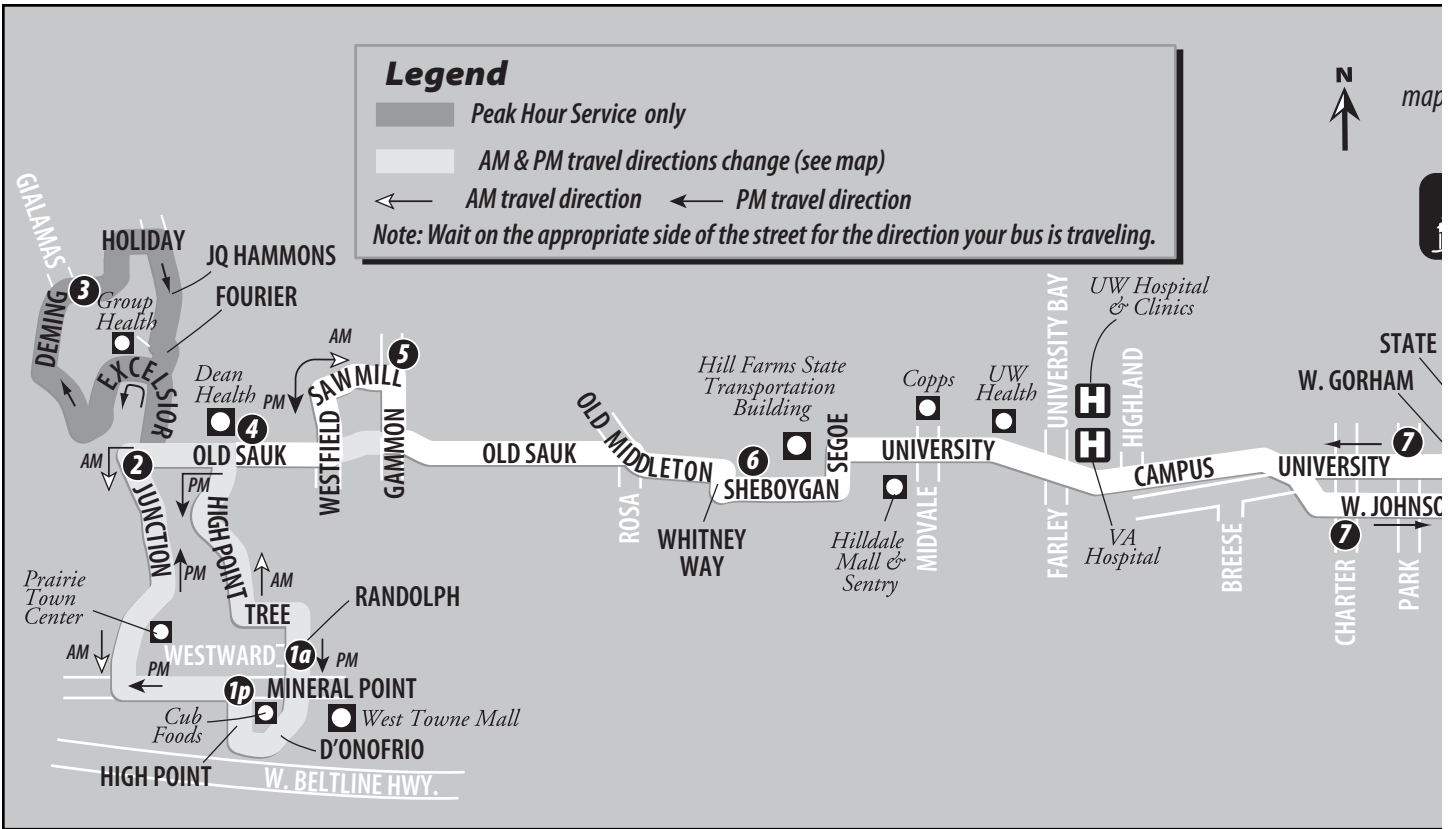 Legend
Peak Hour Service only
AM & PM travel directions change (see map)
AM travel direction
PM travel direction
Note: Wait on the appropriate side of the street for the direction your bus is traveling.
N
map
GIALAMAS
HOLIDAY
JQ HAMMONS
FOURIER
3
Group
Health
DEMING
EXCELSIOR
Dean
Health
4
AM
PM
SAWMILL
5
AM
2
OLD SAUK
PM
WESTFIELD
GAMMON
OLD SAUK
OLD MIDDLETON
ROSA
6
SHEBOYGAN
WHITNEY
WAY
Hill Farms State
Transportation
Building
SEGOE
Copps
UW
Health
UNIVERSITY
Hilldale
Mall &
Sentry
MIDVALE
FARLEY
UNIVERSITY BAY
UW Hospital
& Clinics
H
H
HIGHLAND
VA
Hospital
CAMPUS
BREESE
STATE
W. GORHAM
7
UNIVERSITY
W. JOHNSO
7
CHARTER
PARK
JUNCTION
HIGH POINT
PM
AM
TREE
RANDOLPH
Prairie
Town
Center
WESTWARD
1a
PM
AM
PM
1p
MINERAL POINT
Cub
Foods
West Towne Mall
D'ONOFRIO
HIGH POINT
W. BELTLINE HWY.